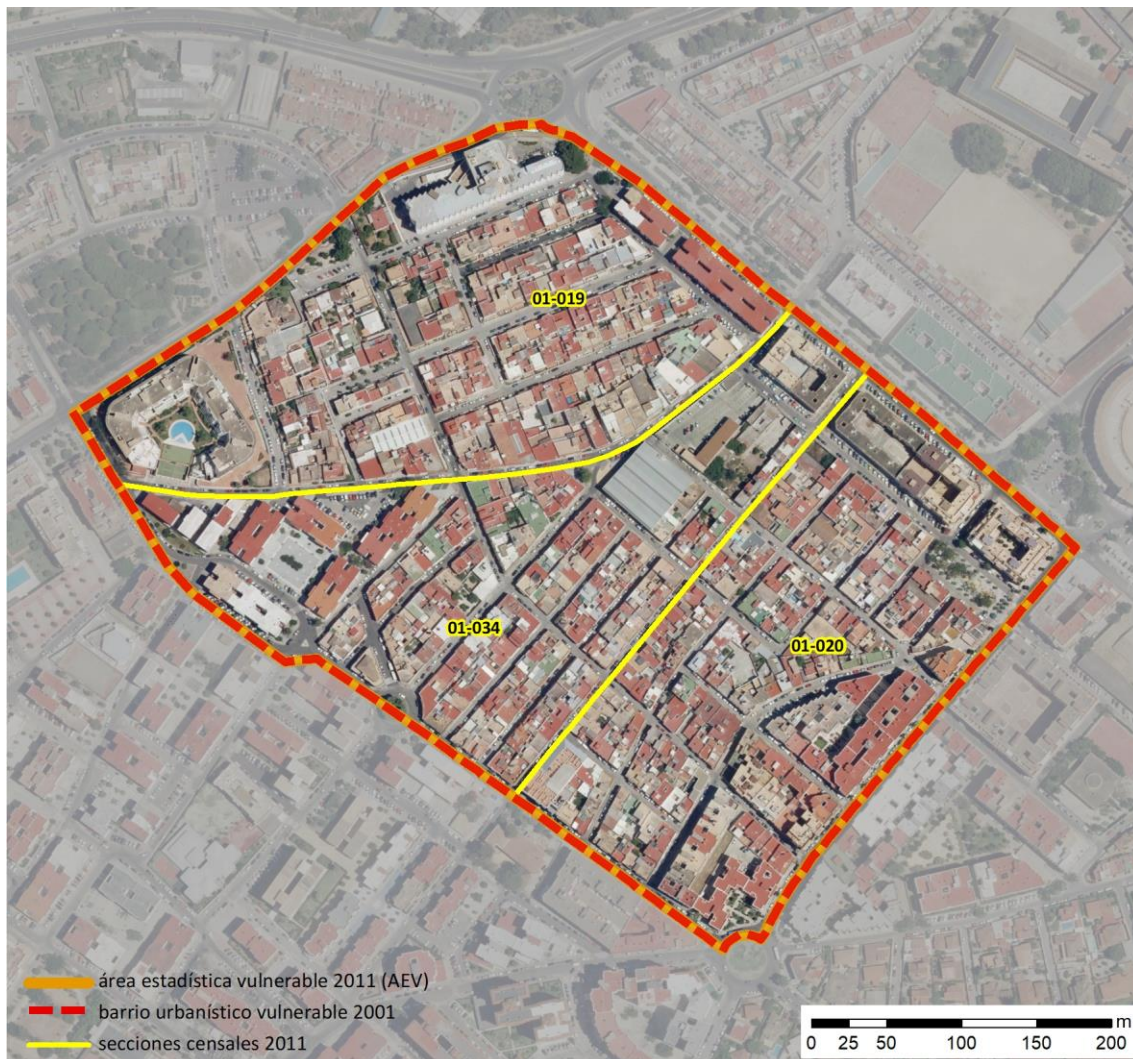 01-019
01-034
01-020
área estadística vulnerable 2011 (AEV)
barrio urbanístico vulnerable 2001
secciones censales 2011
m
0 25 50 100 150 200